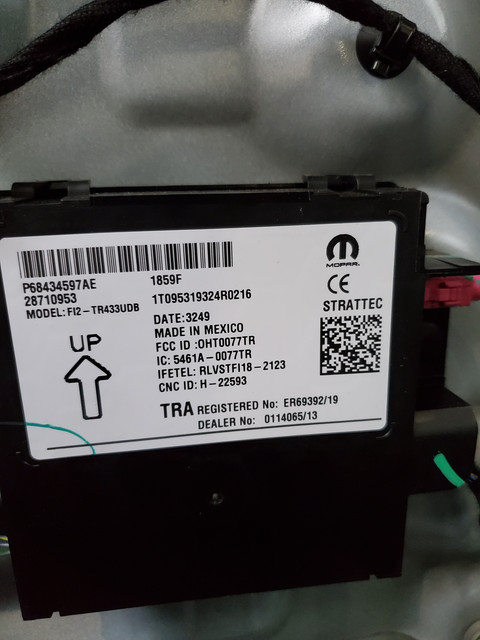 MOPAR.
P68434597AE 1859F
28710953 1T095319324R0216
MODEL: FI2-TR433UDB
CE
STRATTEC
DATE:3249
MADE IN MEXICO
FCC ID :OHT0077TR
IC: 5461A-0077TR
IFETEL: RLVSTFI18-2123
CNC ID: H-22593
UP
TRA REGISTERED No: ER69392/19
DEALER No: 0114065/13